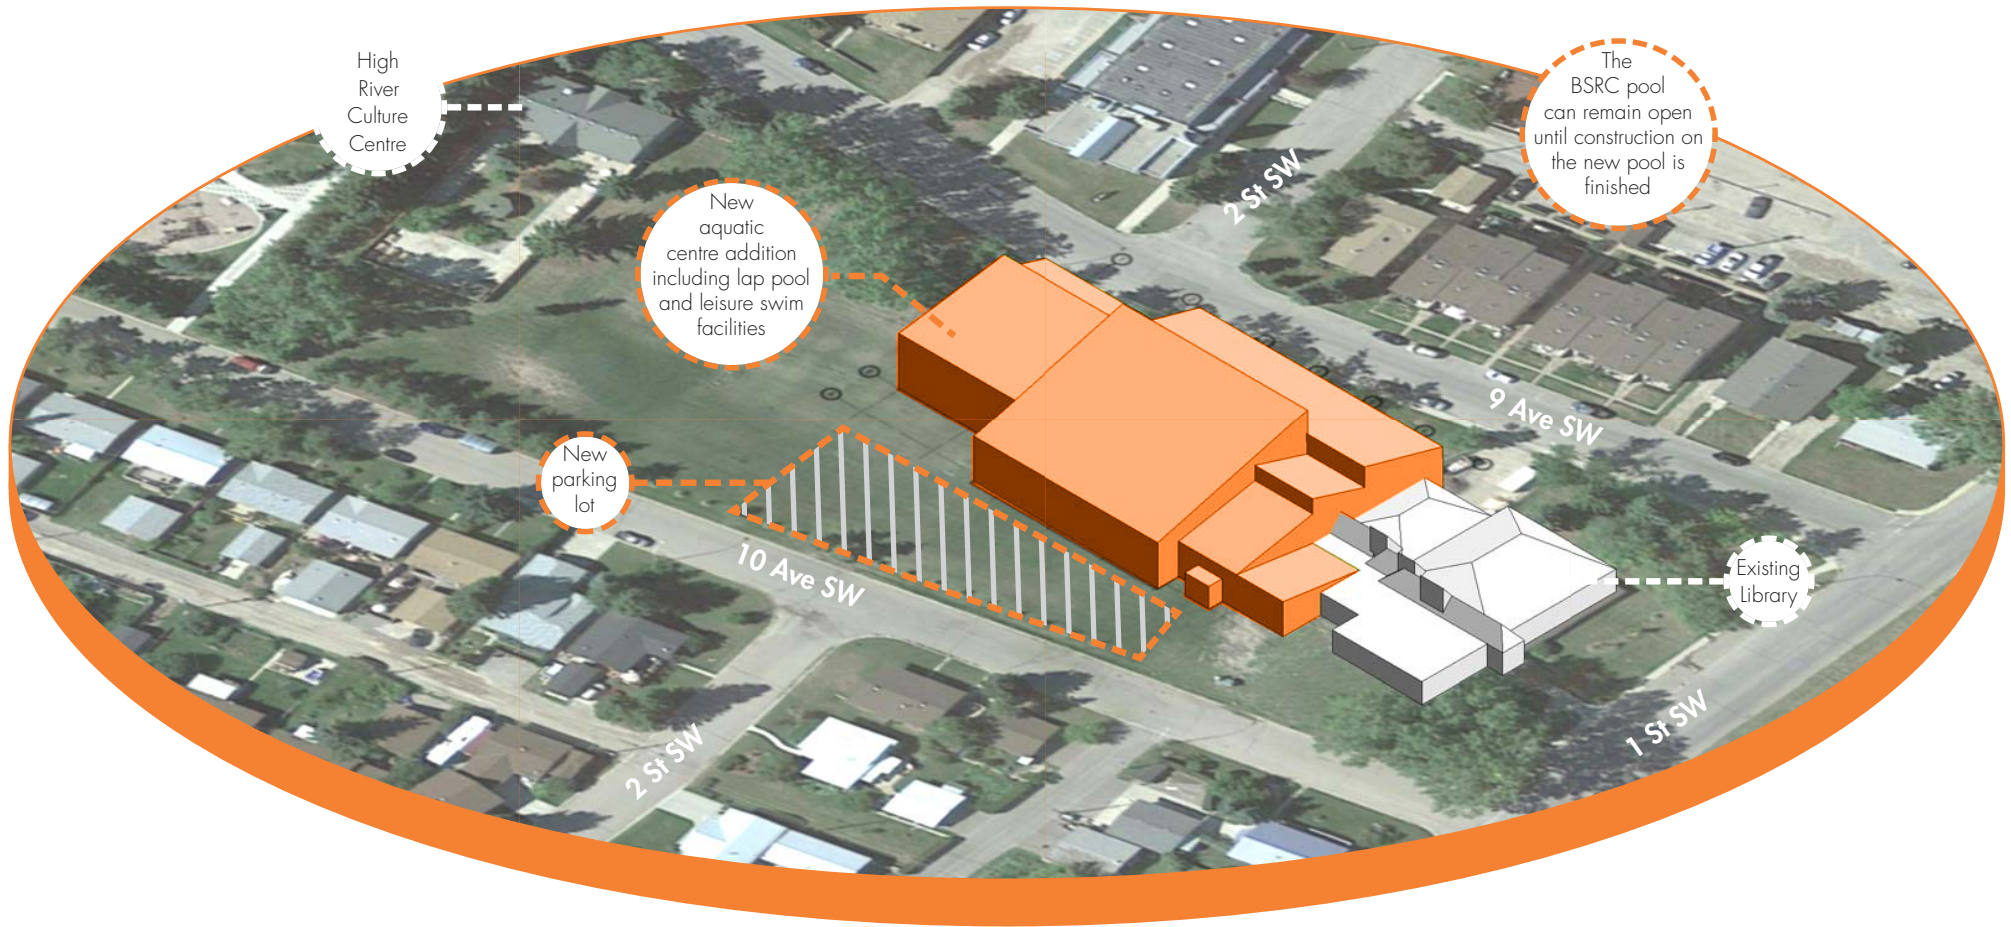 High
River
Culture
Centre
The
BSRC pool
can remain open
until construction on
the new pool is
finished
New
aquatic
centre addition
including lap pool
and leisure swim
facilities
2 St SW
9 Ave SW
New
parking
lot
10 Ave SW
Existing
Library
2 St SW
1 St SW